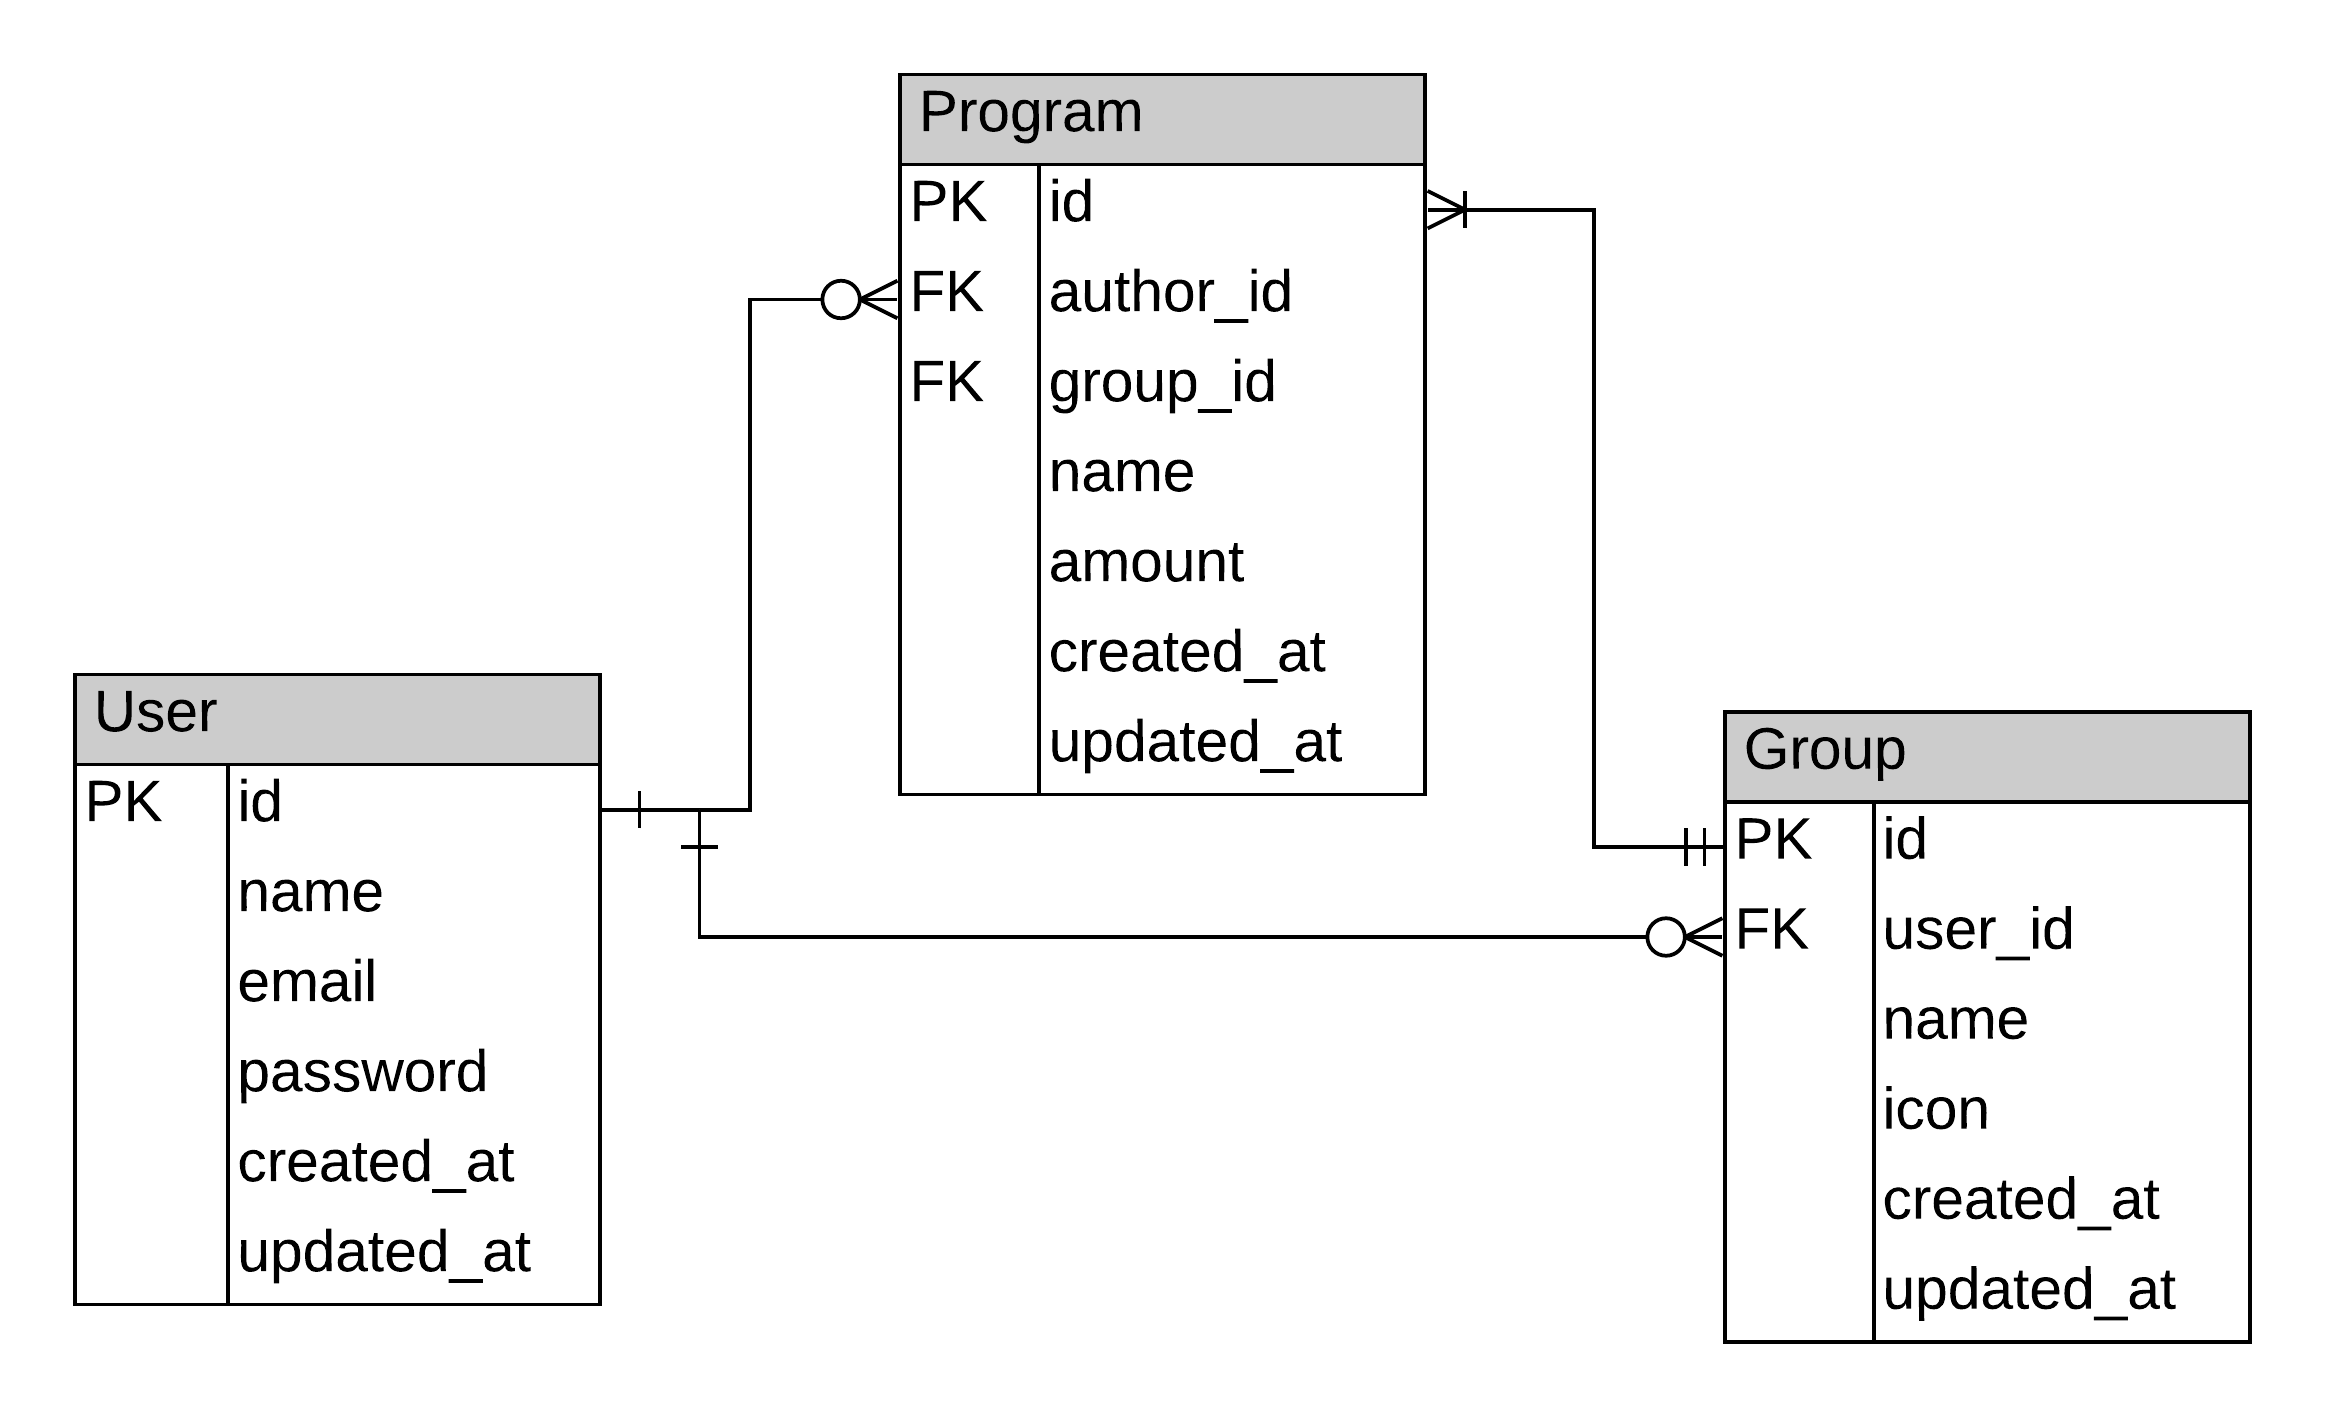 Program
PK id
FK author_id
FK group_id
name
amount
created_at
updated_at
User
PK id
name
email
password
created_at
updated_at
Group
PK id
FK user_id
name
icon
created_at
updated_at